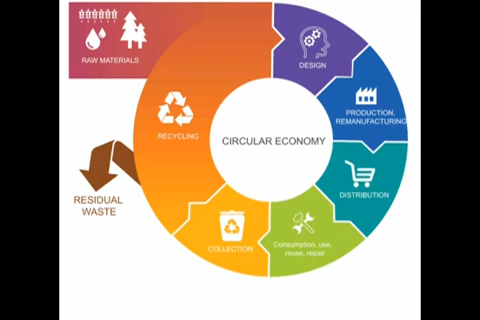 RAW MATERIALS
DESIGN
PRODUCTION,
REMANUFACTURING
RECYCLING
CIRCULAR ECONOMY
DISTRIBUTION
RESIDUAL
WASTE
COLLECTION
Consumption, use,
reuse, repair